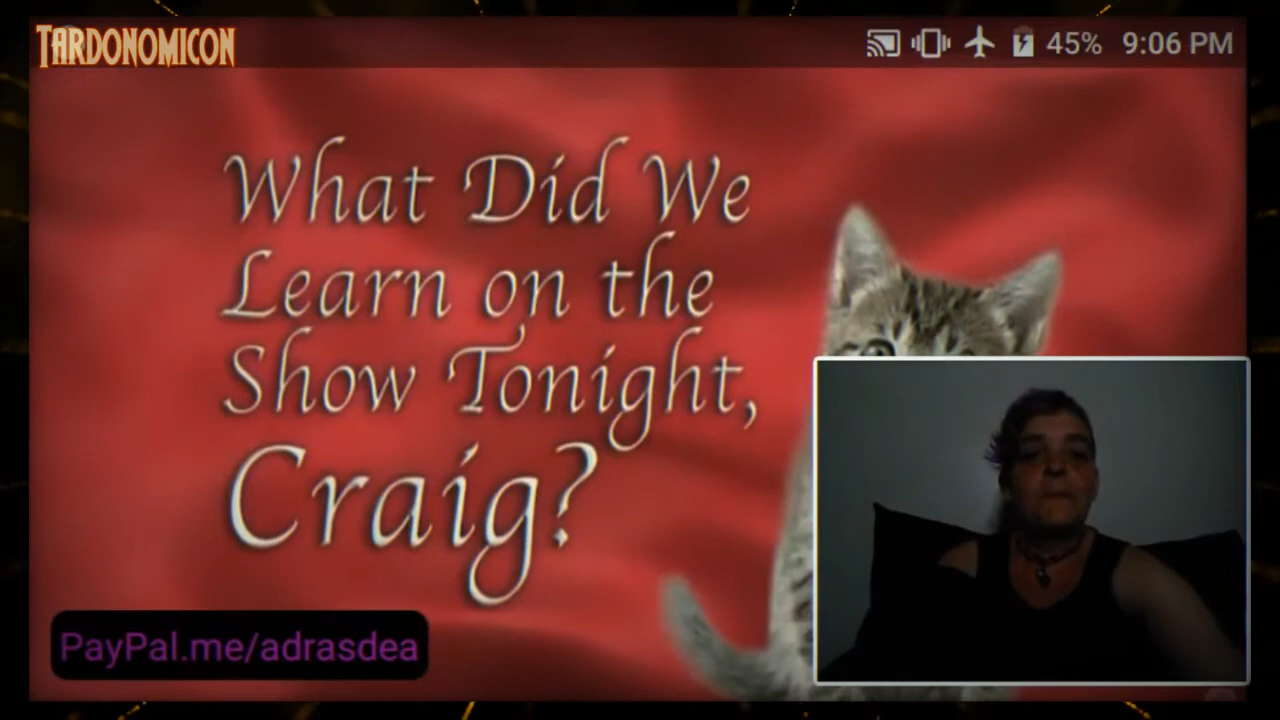 TARDONOMICON
45% 9:06 PM
What Did We
Learn on the
Show Tonight,
Craig?
PayPal.me/adrasdea